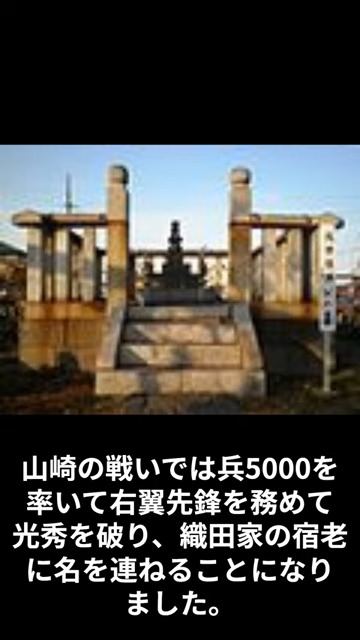 山崎の戦いでは兵5000を
率いて右翼先鋒を務めて
光秀を破り、織田家の宿老
に名を連ねることになり
ました。